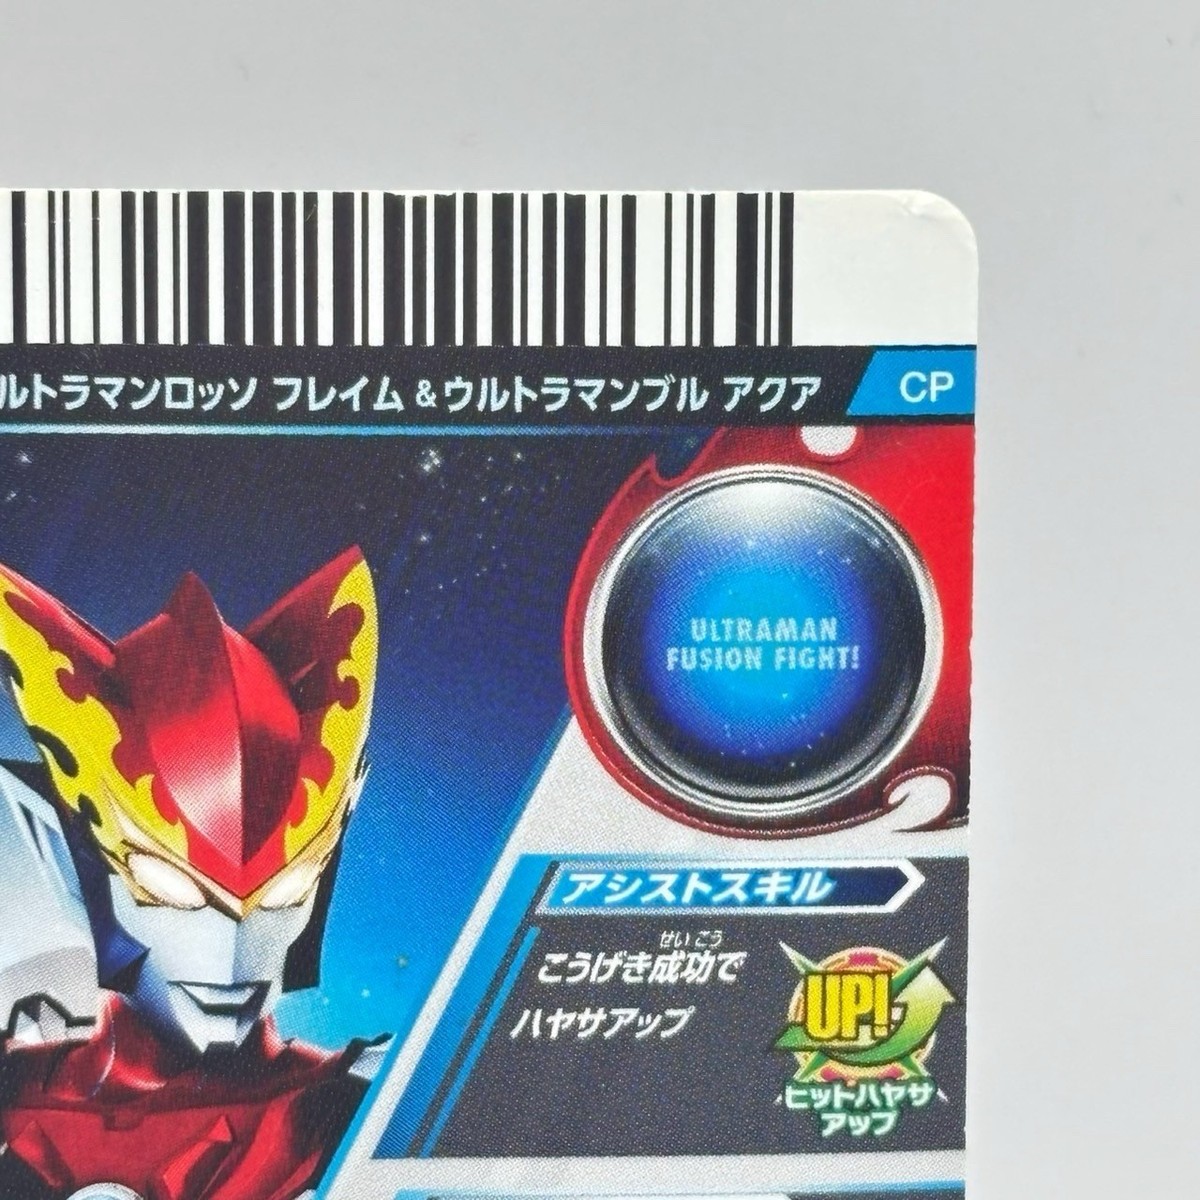 ルトラマンロッソ フレイム & ウルトラマンブル アクア
CP
ULTRAMAN
FUSION FIGHT!
アシストスキル
せいこう
こうげき成功で
ハヤサアップ
UP!
ヒットハヤサ
アップ